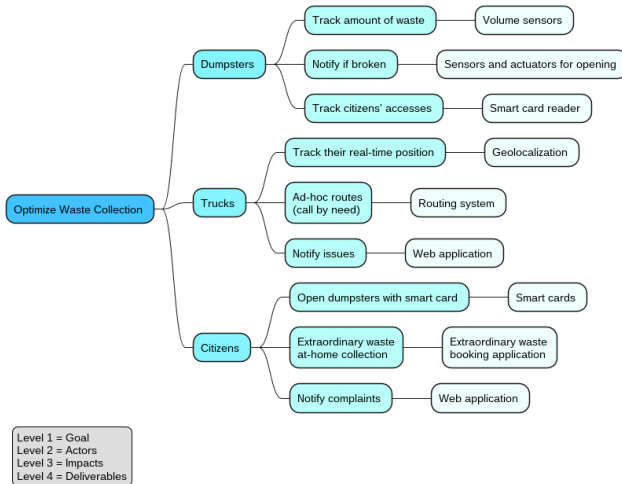 Track amount of waste
Volume sensors
Dumpsters
Notify if broken
Sensors and actuators for opening
Track citizens' accesses
Smart card reader
Track their real-time position
Geolocalization
Optimize Waste Collection
Trucks
Ad-hoc routes
(call by need)
Routing system
Notify issues
Web application
Open dumpsters with smart card
Smart cards
Citizens
Extraordinary waste
at-home collection
Extraordinary waste
booking application
Notify complaints
Web application
Level 1 = Goal
Level 2 = Actors
Level 3 = Impacts
Level 4 = Deliverables